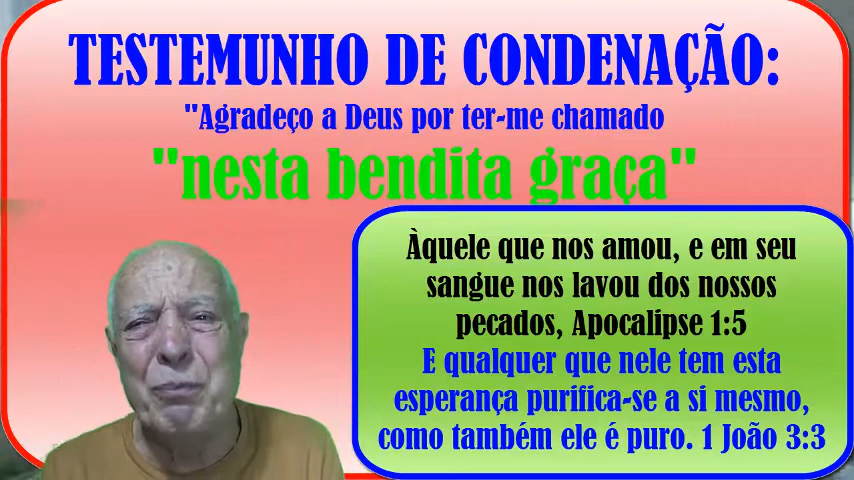 TESTEMUNHO DE CONDENAÇÃO:
"Agradeço a Deus por ter-me chamado
"nesta bendita graça"
Àquele que nos amou, e em seu
sangue nos lavou dos nossos
pecados, Apocalipse 1:5
E qualquer que nele tem esta
esperança purifica-se a si mesmo,
como também ele é puro. 1 João 3:3